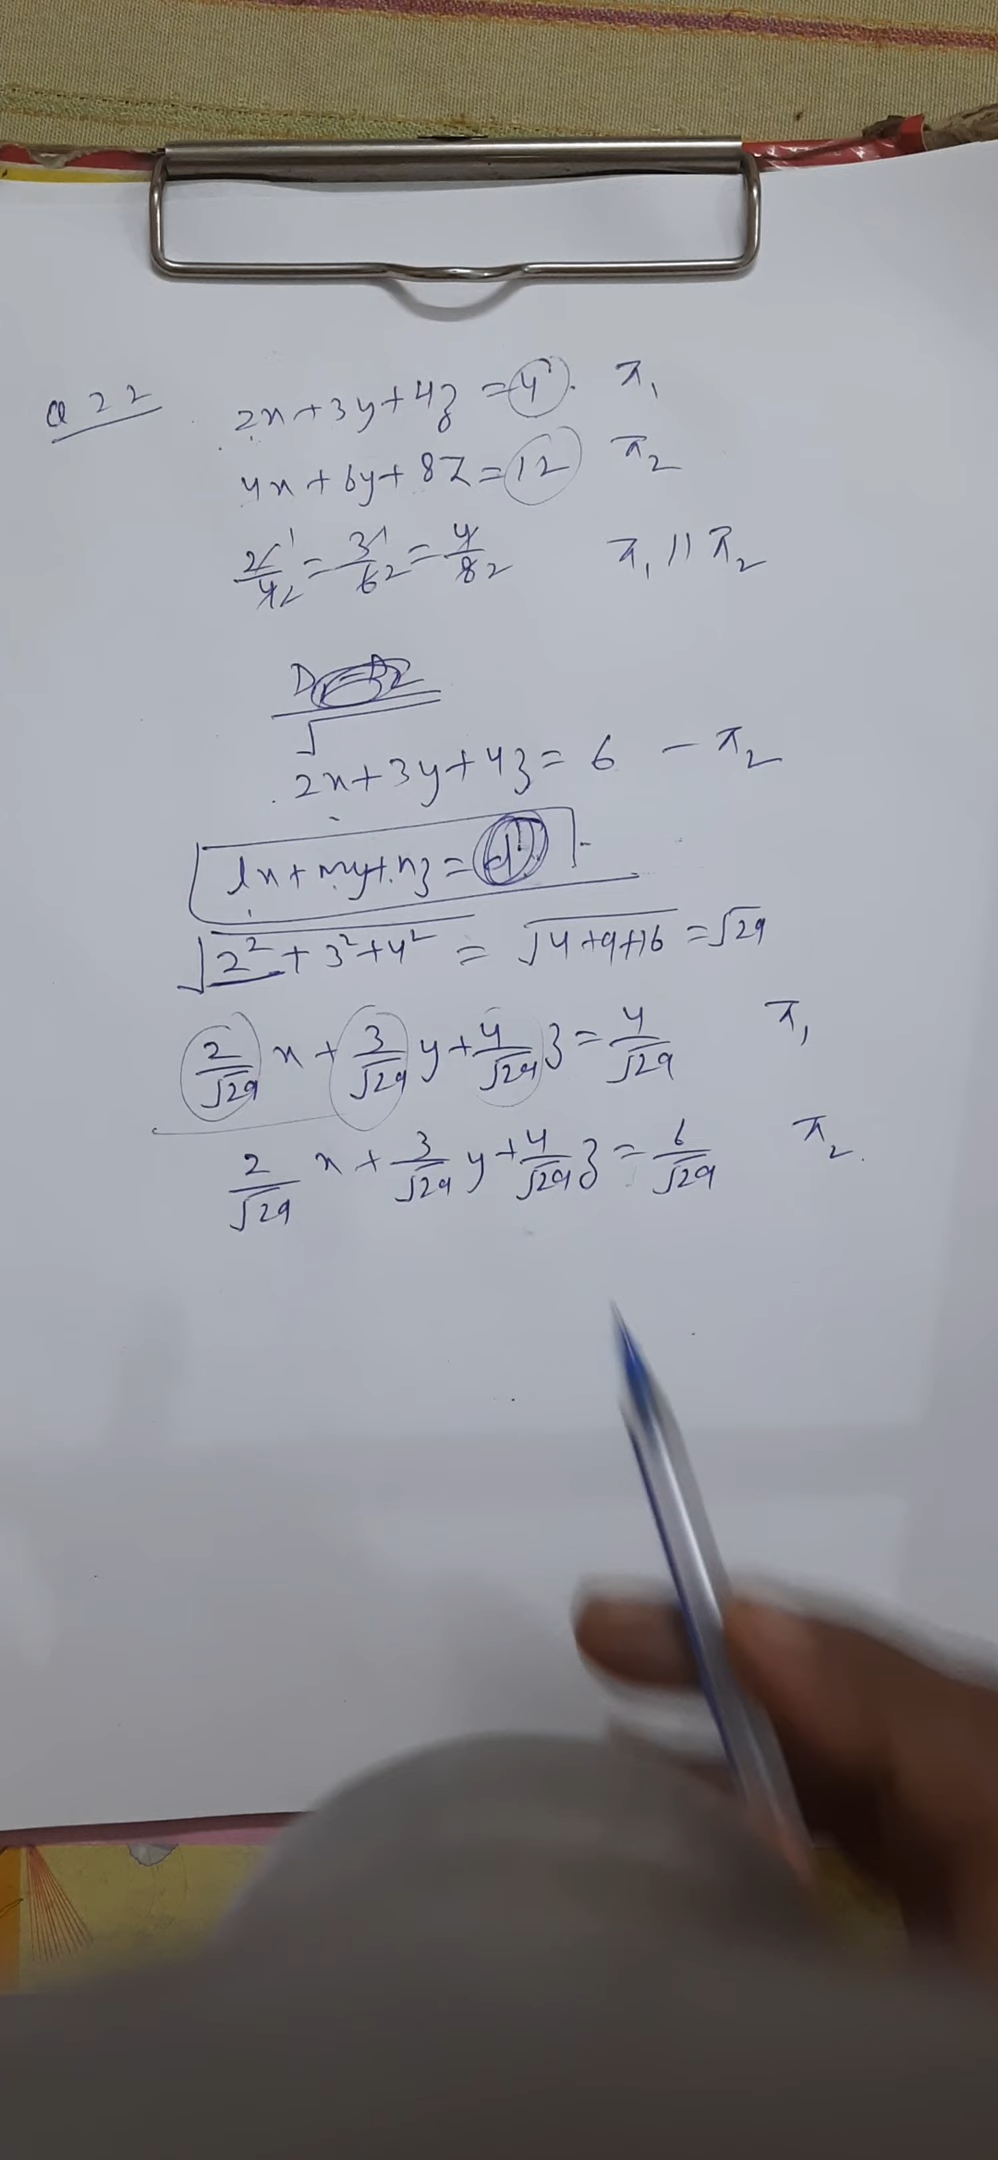 Q 22
2x+3y+4z = 4. π₁
4x+6y+8z=12 π₂
2/4 = 3/6 = 4/8 π₁ || π₂
√
2x+3y+4z = 6 - π₂
lx+my+nz = d
√2²+3²+4² = √4+9+16 = √29
2/√29 x + 3/√29 y + 4/√29 z = 4/√29 π₁
2/√29 x + 3/√29 y + 4/√29 z = 6/√29 π₂.